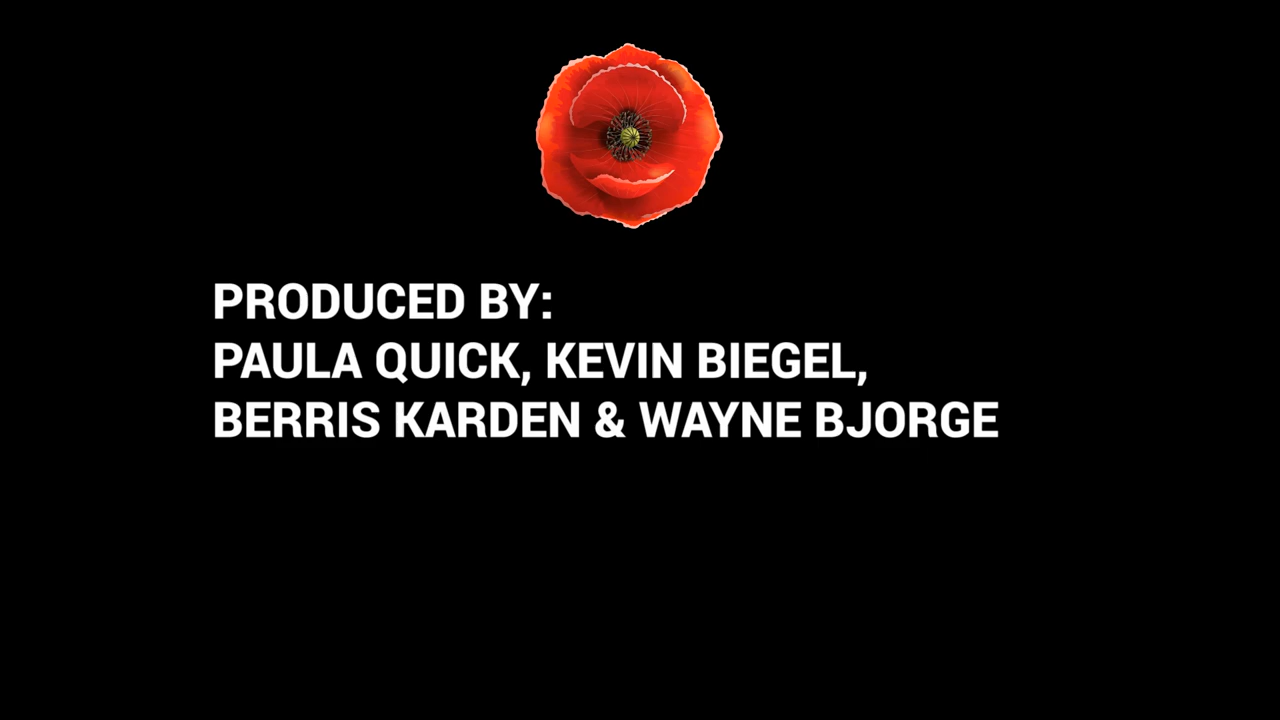 PRODUCED BY:
PAULA QUICK, KEVIN BIEGEL,
BERRIS KARDEN & WAYNE BJORGE